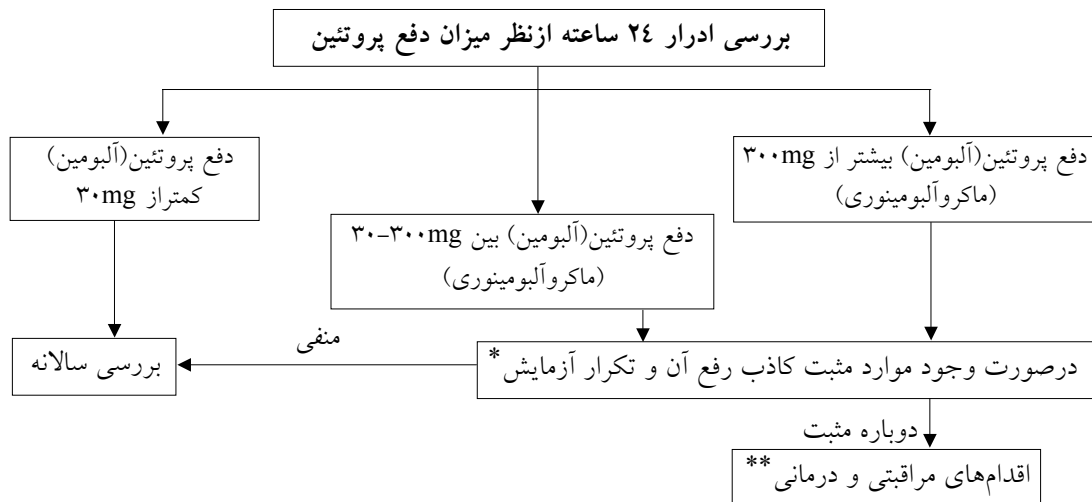 بررسی ادرار ۲۴ ساعته ازنظر میزان دفع پروتئین
دفع پروتئین(آلبومین) بیشتر از ۳۰۰mg
(ماکروآلبومینوری)
دفع پروتئین(آلبومین) بین ۳۰-۳۰۰mg
(ماکروآلبومینوری)
دفع پروتئین(آلبومین)
کمتراز ۳۰mg
درصورت وجود موارد مثبت کاذب رفع آن و تکرار آزمایش*
منفی
بررسی سالانه
دوباره مثبت
اقدام‌های مراقبتی و درمانی**